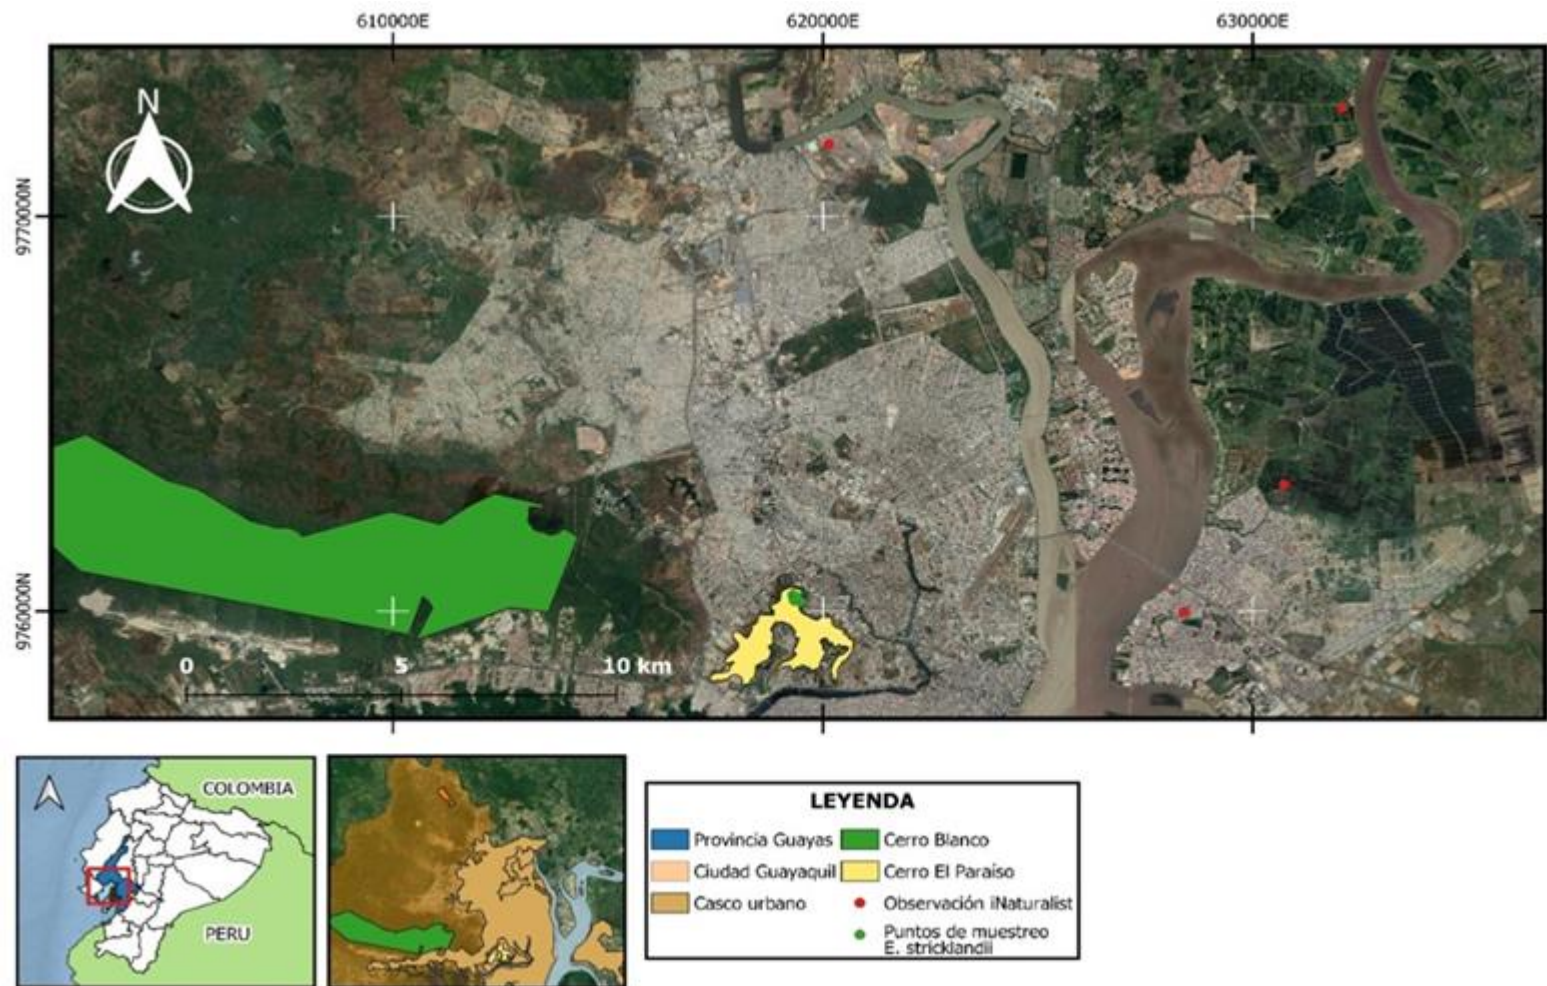 610000E
620000E
630000E
N
9770000N
9760000N
0 5 10 km
COLOMBIA
PERU
LEYENDA
Provincia Guayas
Cerro Blanco
Ciudad Guayaquil
Cerro El Paraíso
Casco urbano
Observación iNaturalist
Puntos de muestreo
E. stricklandii